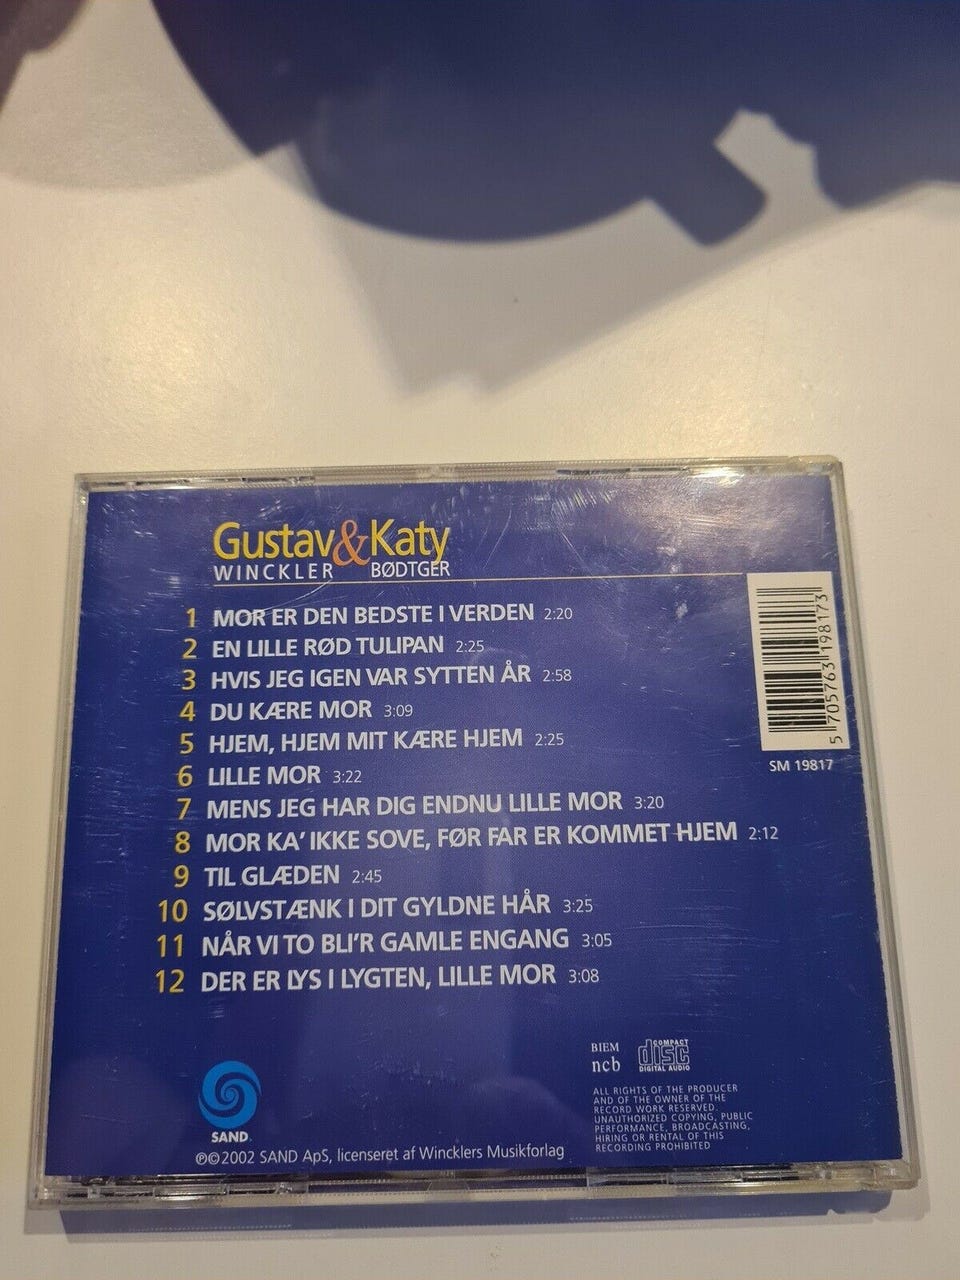 Gustav & Katy
WINCKLER BØDTGER
1 MOR ER DEN BEDSTE I VERDEN 2:20
2 EN LILLE RØD TULIPAN 2:25
3 HVIS JEG IGEN VAR SYTTEN ÅR 2:58
4 DU KÆRE MOR 3:09
5 HJEM, HJEM MIT KÆRE HJEM 2:25
6 LILLE MOR 3:22
7 MENS JEG HAR DIG ENDNU LILLE MOR 3:20
8 MOR KA' IKKE SOVE, FØR FAR ER KOMMET HJEM 2:12
9 TIL GLÆDEN 2:45
10 SØLVSTÆNK I DIT GYLDNE HÅR 3:25
11 NÅR VI TO BLI'R GAMLE ENGANG 3:05
12 DER ER LYS I LYGTEN, LILLE MOR 3:08
5 705763 198173
SM 19817
SAND
℗©2002 SAND ApS, licenseret af Wincklers Musikforlag
BIEM
ncb
COMPACT
disc
DIGITAL AUDIO
ALL RIGHTS OF THE PRODUCER
AND OF THE OWNER OF THE
RECORD WORK RESERVED.
UNAUTHORIZED COPYING, PUBLIC
PERFORMANCE, BROADCASTING,
HIRING OR RENTAL OF THIS
RECORDING PROHIBITED